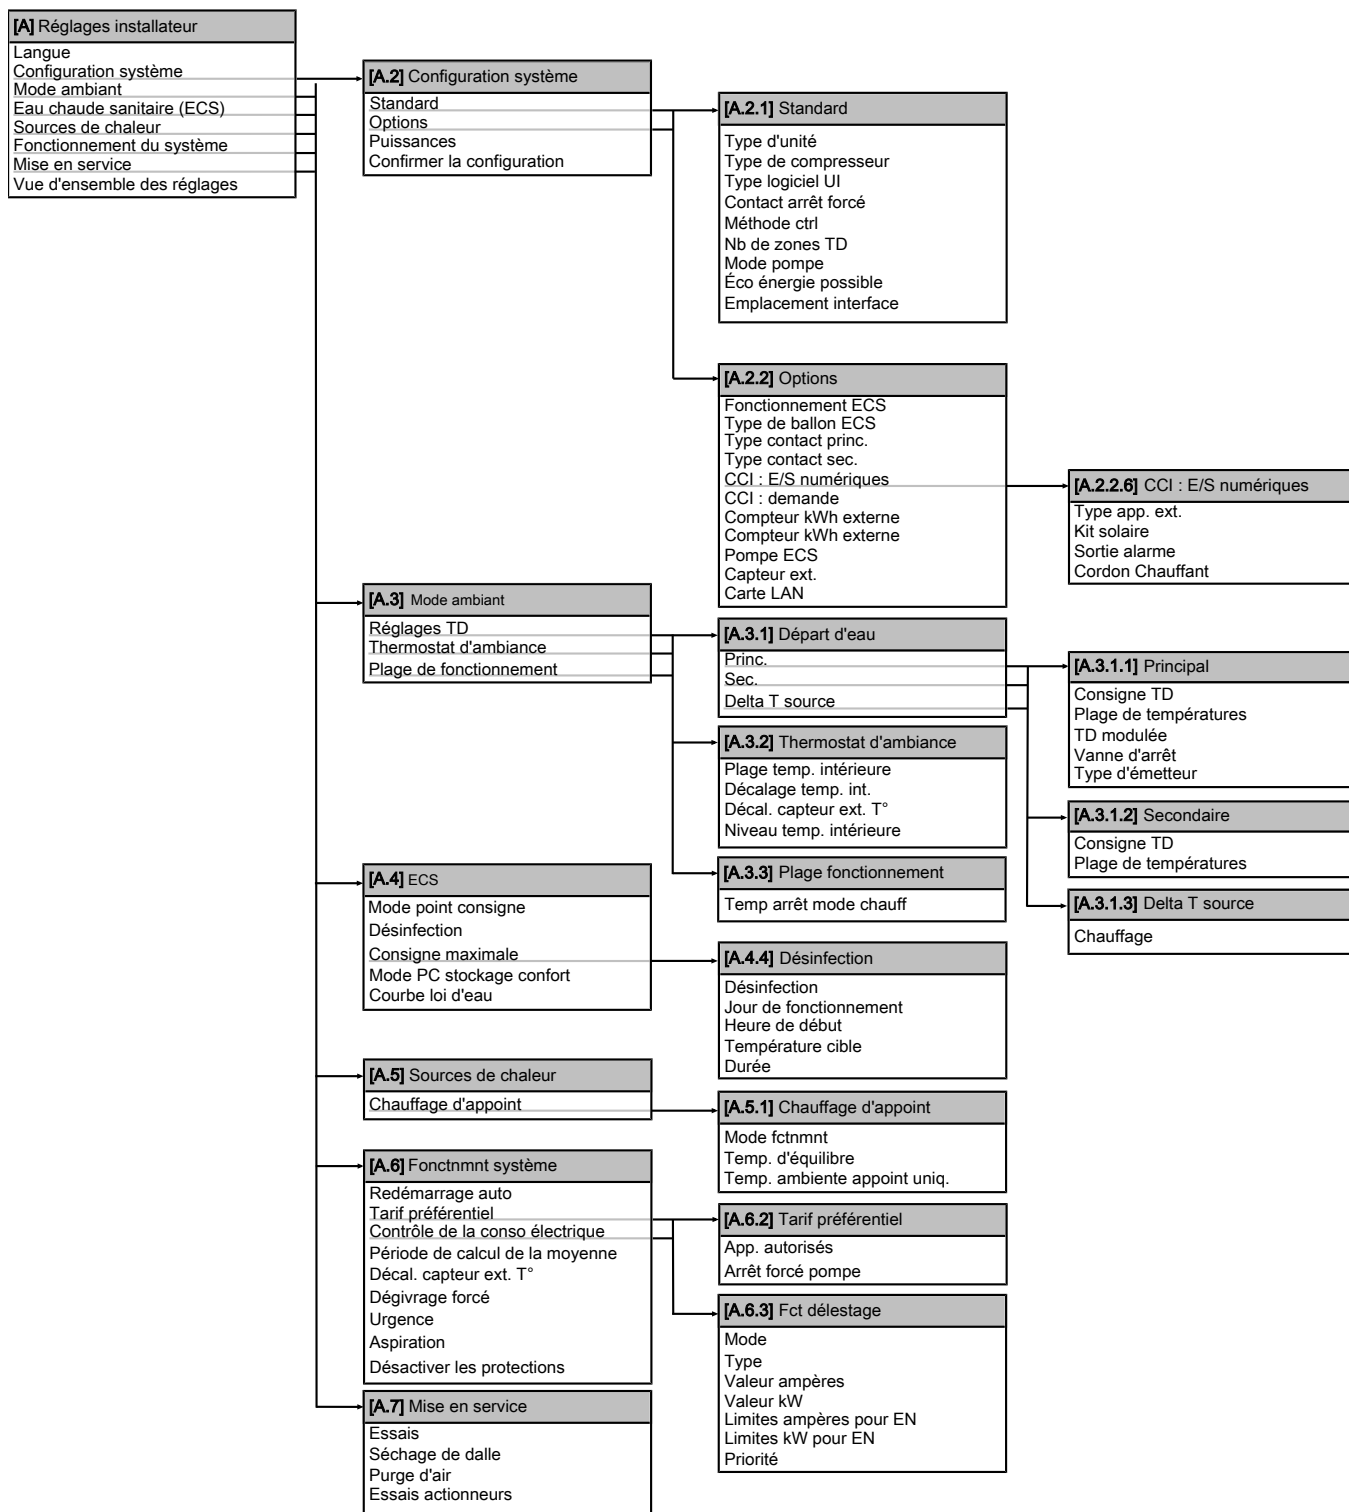 [A] Réglages installateur
Langue
Configuration système
Mode ambiant
Eau chaude sanitaire (ECS)
Sources de chaleur
Fonctionnement du système
Mise en service
Vue d'ensemble des réglages
[A.2] Configuration système
Standard
Options
Puissances
Confirmer la configuration
[A.2.1] Standard
Type d'unité
Type de compresseur
Type logiciel UI
Contact arrêt forcé
Méthode ctrl
Nb de zones TD
Mode pompe
Éco énergie possible
Emplacement interface
[A.2.2] Options
Fonctionnement ECS
Type de ballon ECS
Type contact princ.
Type contact sec.
CCI : E/S numériques
CCI : demande
Compteur kWh externe
Compteur kWh externe
Pompe ECS
Capteur ext.
Carte LAN
[A.2.2.6] CCI : E/S numériques
Type app. ext.
Kit solaire
Sortie alarme
Cordon Chauffant
[A.3] Mode ambiant
Réglages TD
Thermostat d'ambiance
Plage de fonctionnement
[A.3.1] Départ d'eau
Princ.
Sec.
Delta T source
[A.3.1.1] Principal
Consigne TD
Plage de températures
TD modulée
Vanne d'arrêt
Type d'émetteur
[A.3.1.2] Secondaire
Consigne TD
Plage de températures
[A.3.1.3] Delta T source
Chauffage
[A.3.2] Thermostat d'ambiance
Plage temp. intérieure
Décalage temp. int.
Décal. capteur ext. T°
Niveau temp. intérieure
[A.3.3] Plage fonctionnement
Temp arrêt mode chauff
[A.4] ECS
Mode point consigne
Désinfection
Consigne maximale
Mode PC stockage confort
Courbe loi d'eau
[A.4.4] Désinfection
Désinfection
Jour de fonctionnement
Heure de début
Température cible
Durée
[A.5] Sources de chaleur
Chauffage d'appoint
[A.5.1] Chauffage d'appoint
Mode fctnmnt
Temp. d'équilibre
Temp. ambiente appoint uniq.
[A.6] Fonctnmnt système
Redémarrage auto
Tarif préférentiel
Contrôle de la conso électrique
Période de calcul de la moyenne
Décal. capteur ext. T°
Dégivrage forcé
Urgence
Aspiration
Désactiver les protections
[A.6.2] Tarif préférentiel
App. autorisés
Arrêt forcé pompe
[A.6.3] Fct délestage
Mode
Type
Valeur ampères
Valeur kW
Limites ampères pour EN
Limites kW pour EN
Priorité
[A.7] Mise en service
Essais
Séchage de dalle
Purge d'air
Essais actionneurs